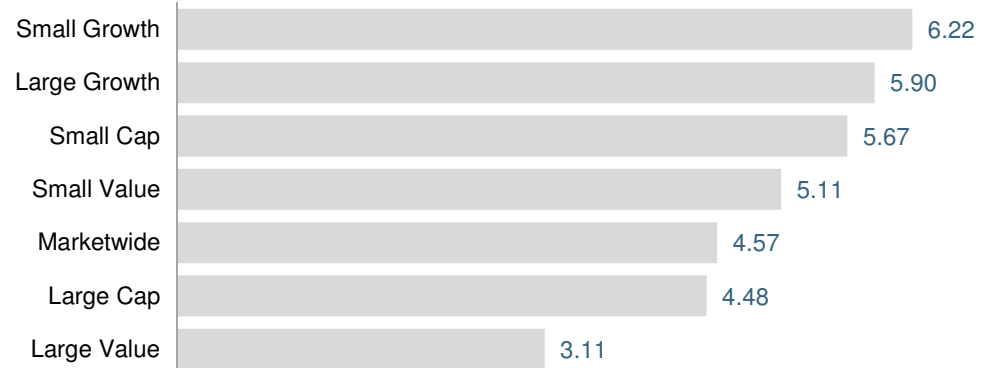 Small Growth 6.22
Large Growth 5.90
Small Cap 5.67
Small Value 5.11
Marketwide 4.57
Large Cap 4.48
Large Value 3.11